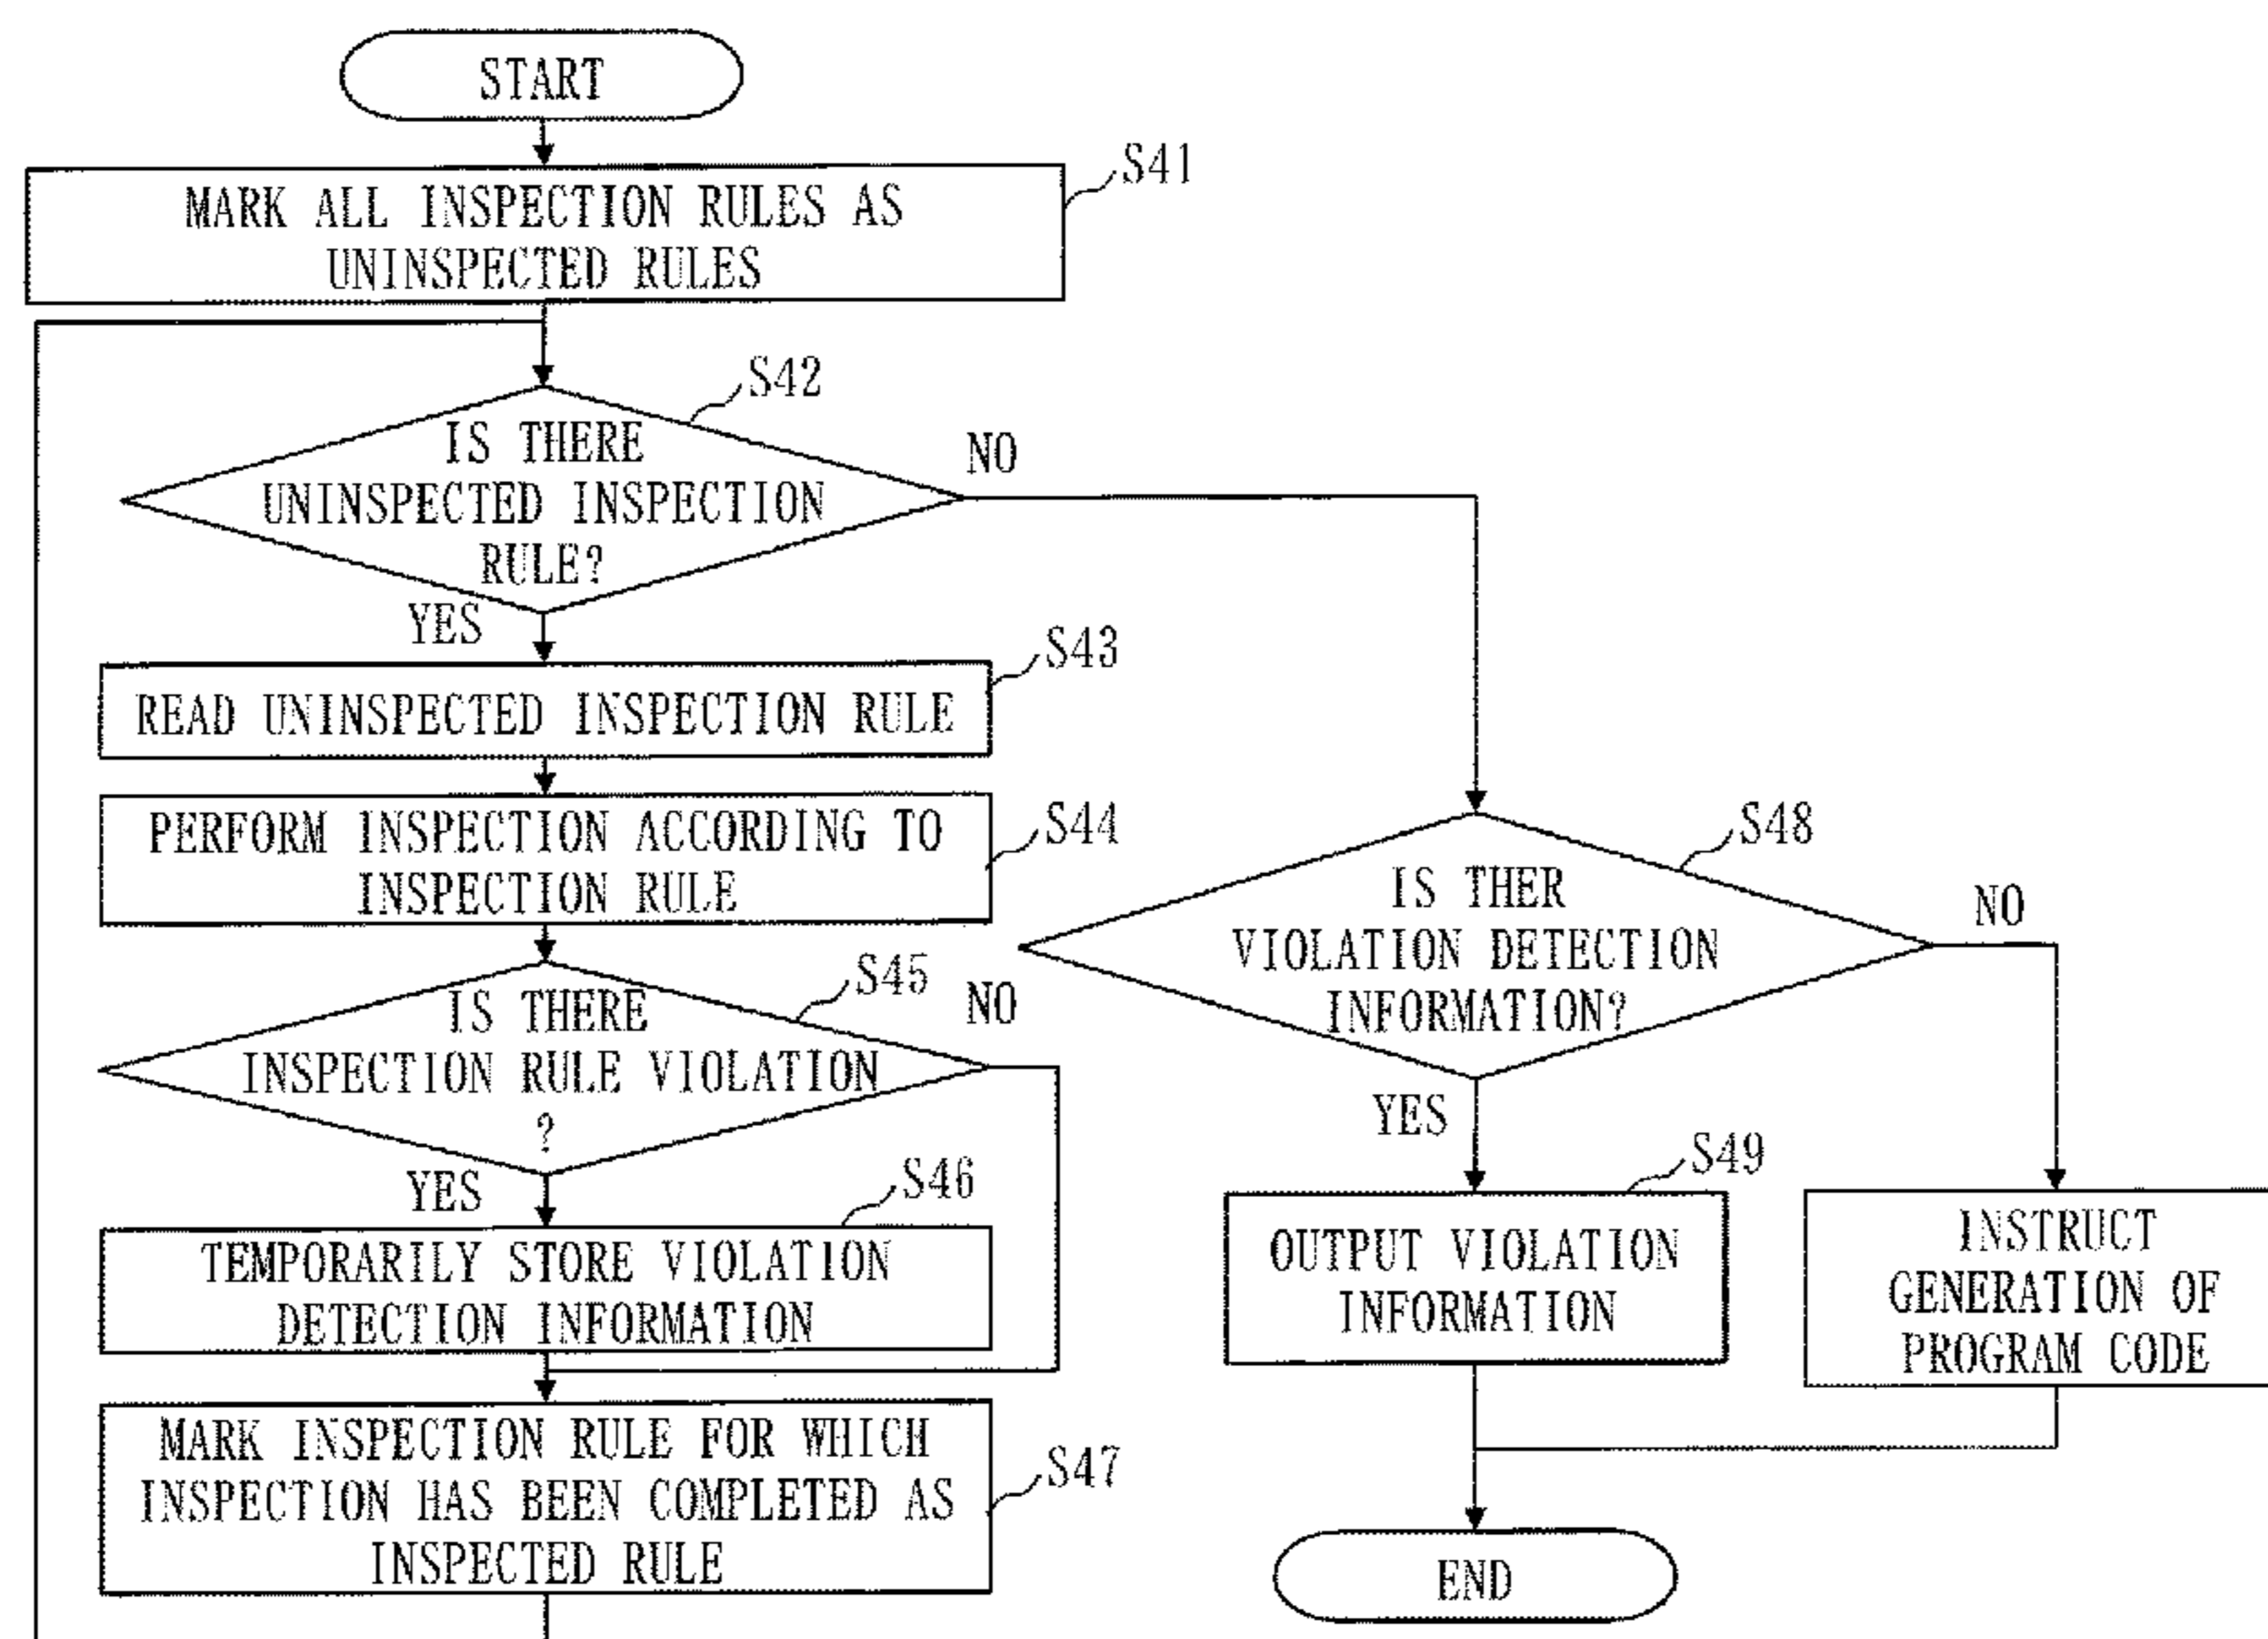 START
S41
MARK ALL INSPECTION RULES AS
UNINSPECTED RULES
S42
IS THERE
UNINSPECTED INSPECTION
RULE?
NO
YES
S43
READ UNINSPECTED INSPECTION RULE
S44
PERFORM INSPECTION ACCORDING TO
INSPECTION RULE
S45
IS THERE
INSPECTION RULE VIOLATION
?
NO
YES
S46
TEMPORARILY STORE VIOLATION
DETECTION INFORMATION
S47
MARK INSPECTION RULE FOR WHICH
INSPECTION HAS BEEN COMPLETED AS
INSPECTED RULE
S48
IS THER
VIOLATION DETECTION
INFORMATION?
NO
YES
S49
OUTPUT VIOLATION
INFORMATION
INSTRUCT
GENERATION OF
PROGRAM CODE
END